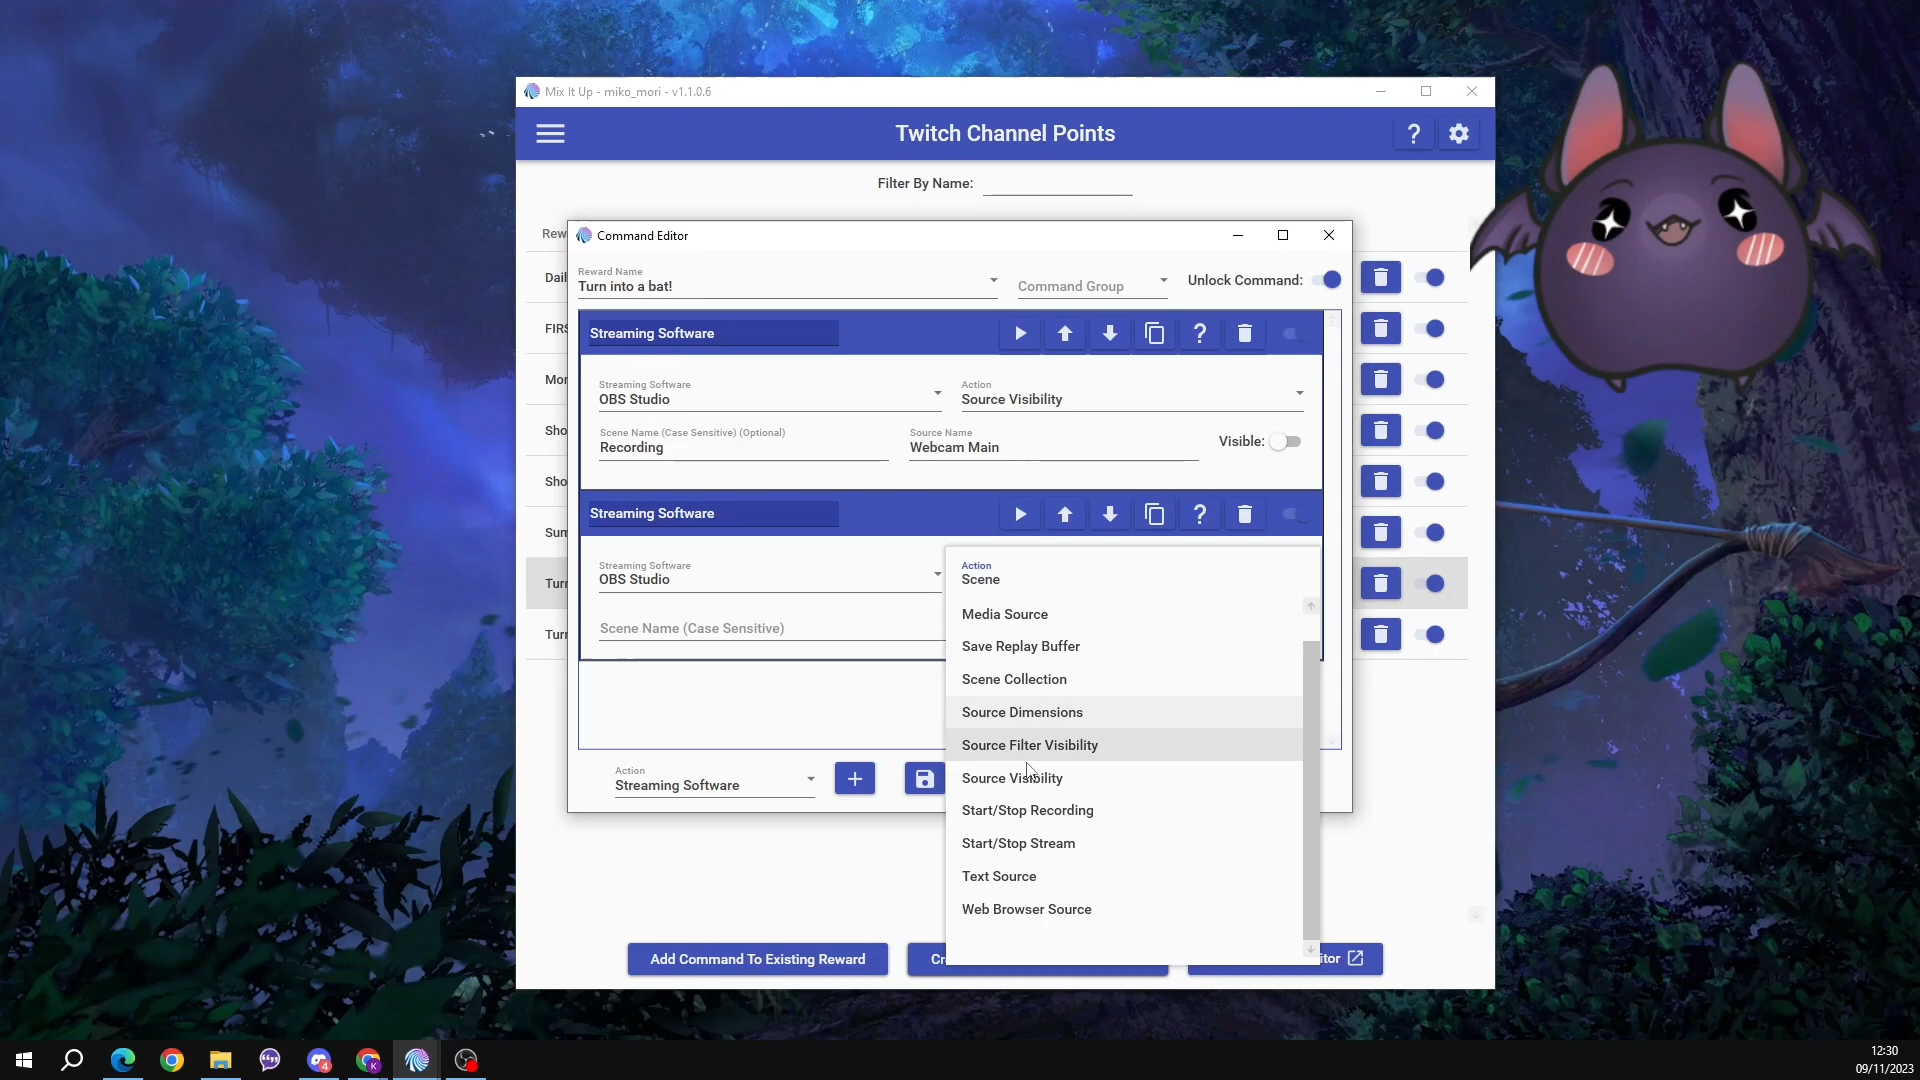 Mix It Up - miko_mori - v1.1.0.6
Twitch Channel Points
?
Filter By Name:
Rew
Command Editor
Dail
Reward Name
Turn into a bat!
Command Group
Unlock Command:
FIRS
Streaming Software
?
Mor
Streaming Software
OBS Studio
Action
Source Visibility
Sho
Scene Name (Case Sensitive) (Optional)
Recording
Source Name
Webcam Main
Visible:
Sho
Streaming Software
?
Sum
Streaming Software
OBS Studio
Action
Scene
Turn
Media Source
Scene Name (Case Sensitive)
Turn
Save Replay Buffer
Scene Collection
Source Dimensions
Source Filter Visibility
Source Visibility
Start/Stop Recording
Start/Stop Stream
Text Source
Web Browser Source
Action
Streaming Software
+
Add Command To Existing Reward
Cr
itor
4
K
12:30
09/11/2023